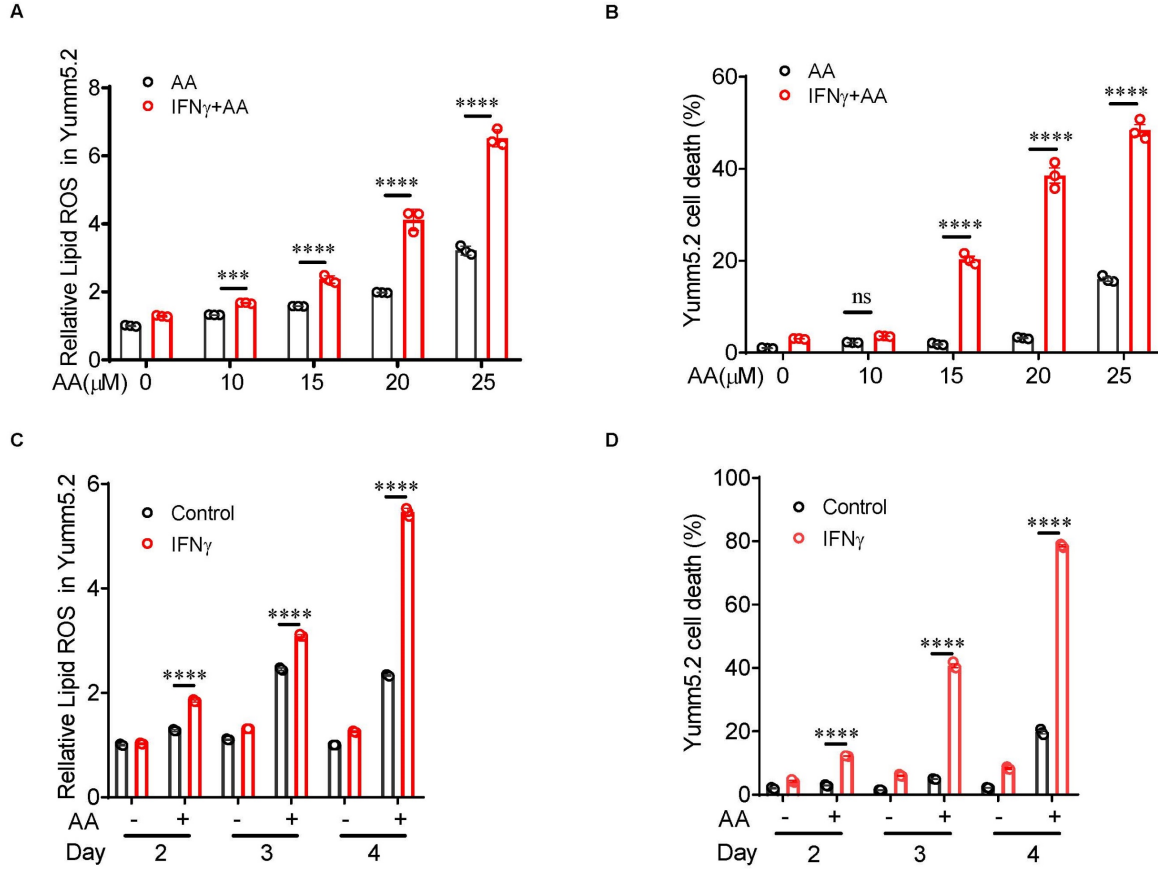 A
Rellative Lipid ROS in Yumm5.2
8
6
4
2
0
AA
IFNγ+AA
***
****
****
****
AA(μM) 0 10 15 20 25
B
Yumm5.2 cell death (%)
60
40
20
0
AA
IFNγ+AA
ns
****
****
****
AA(μM) 0 10 15 20 25
C
Rellative Lipid ROS in Yumm5.2
6
4
2
0
Control
IFNγ
****
****
****
AA - + - + - +
Day 2 3 4
D
Yumm5.2 cell death (%)
100
80
60
40
20
0
Control
IFNγ
****
****
****
AA - + - + - +
Day 2 3 4